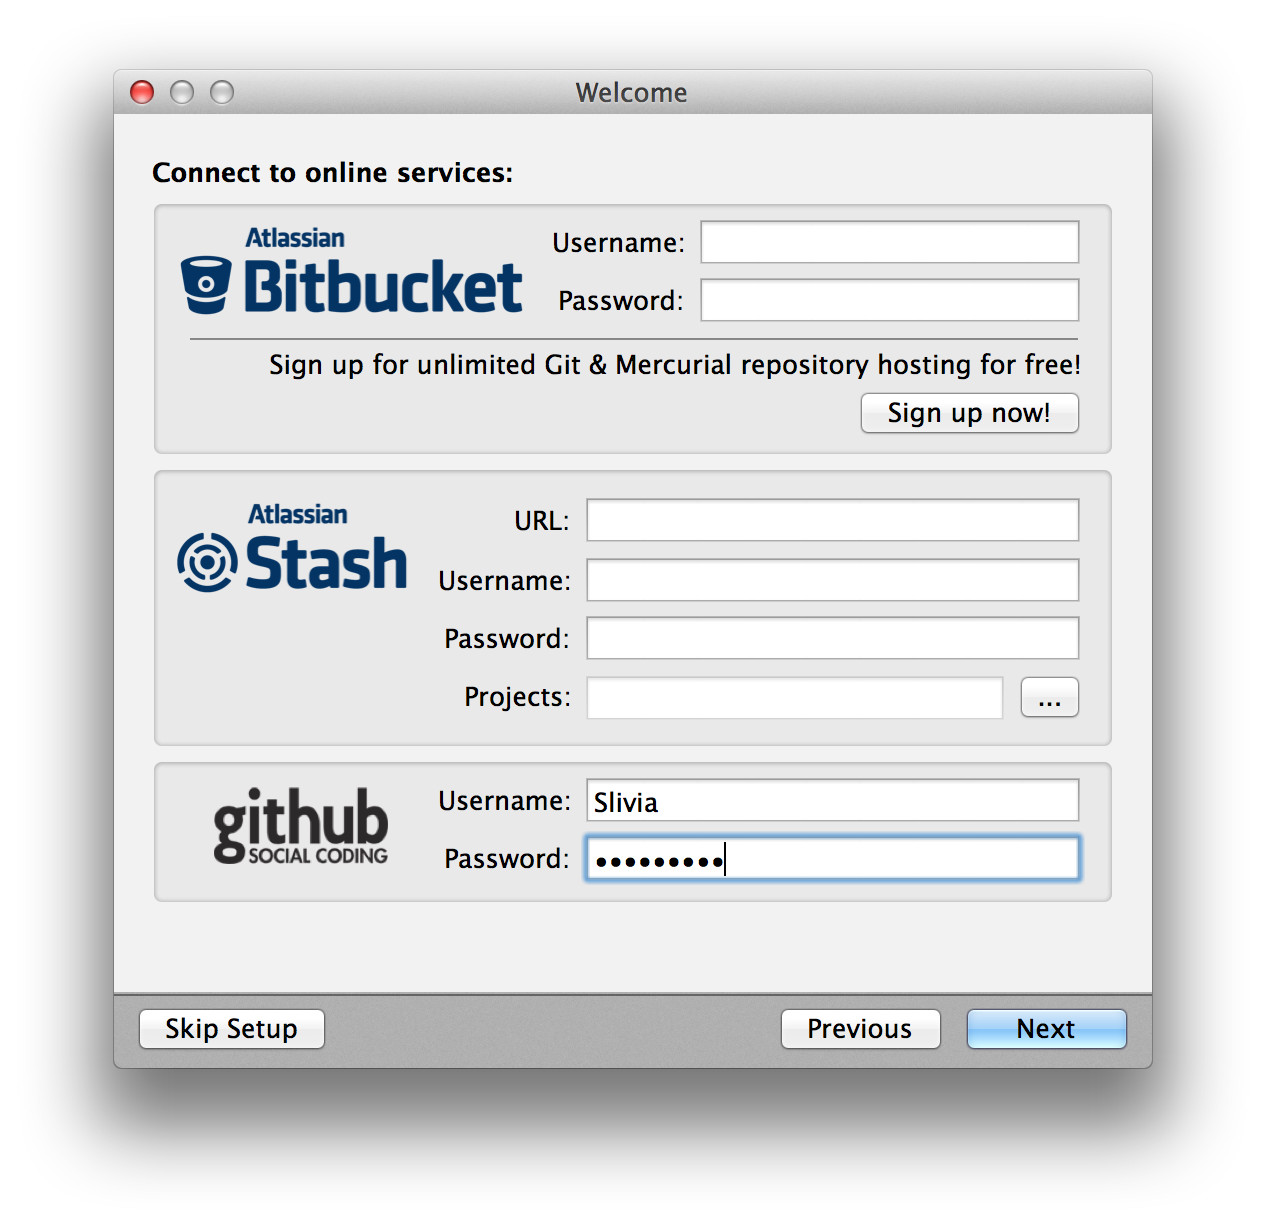 Welcome
Connect to online services:
Atlassian
Bitbucket
Username:
Password:
Sign up for unlimited Git & Mercurial repository hosting for free!
Sign up now!
Atlassian
Stash
URL:
Username:
Password:
Projects:
...
github
SOCIAL CODING
Username: Slivia
Password: •••••••••
Skip Setup
Previous
Next